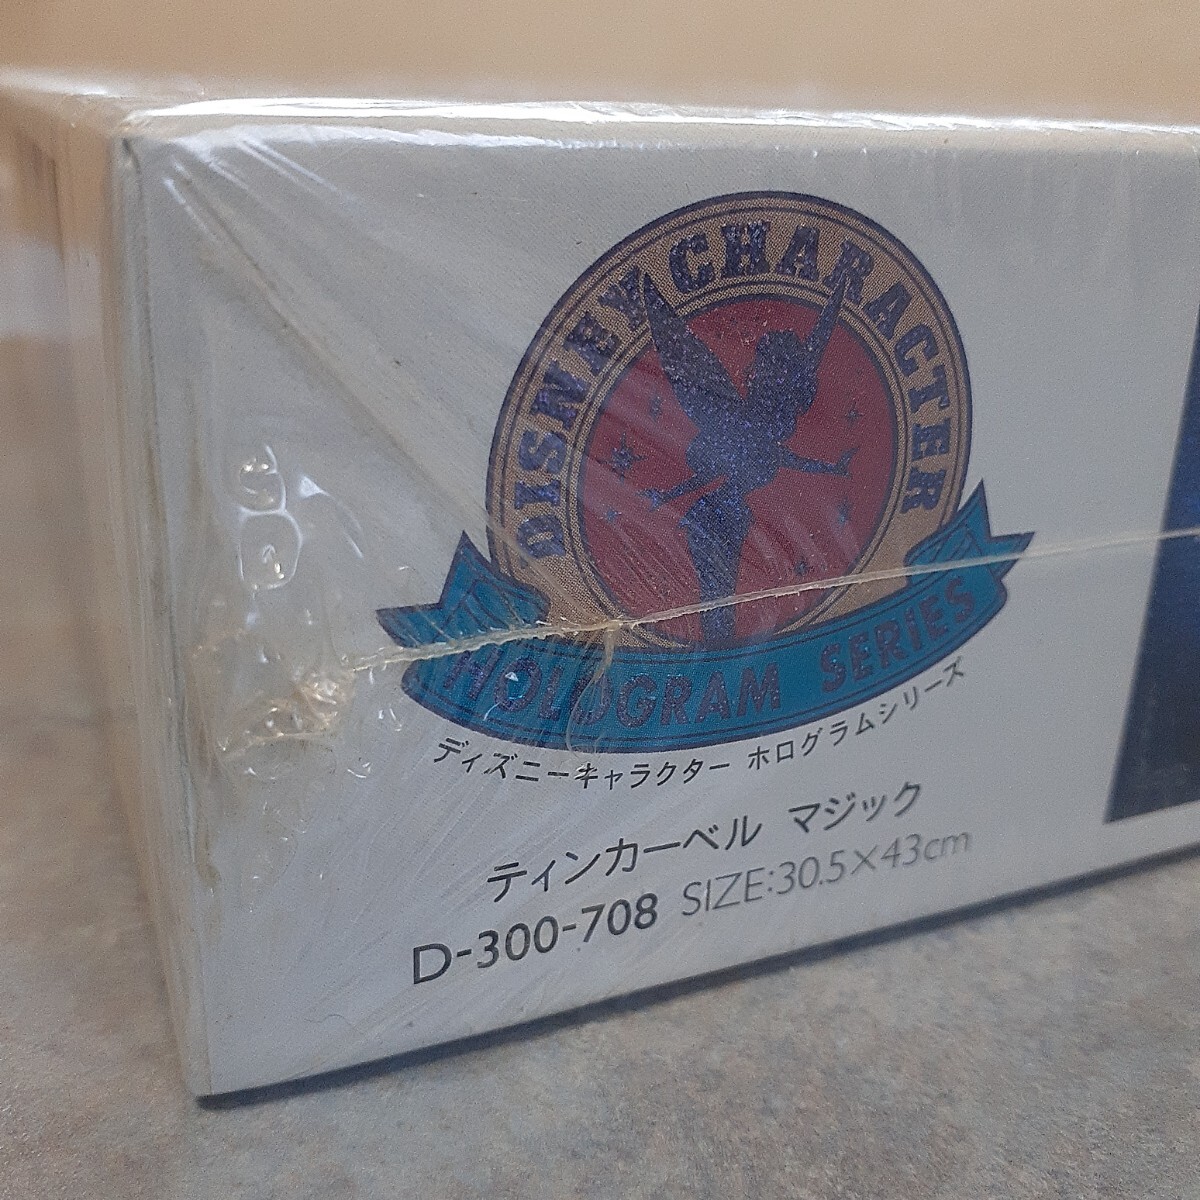 DISNEY CHARACTER
HOLOGRAM SERIES
ディズニーキャラクター ホログラムシリーズ
ティンカーベル マジック
D-300-708 SIZE:30.5×43cm